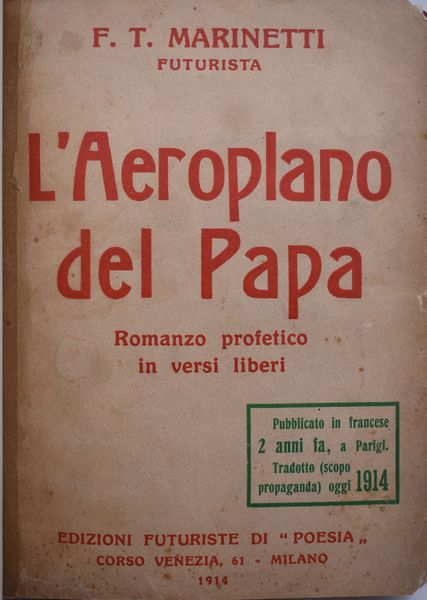 F. T. MARINETTI
FUTURISTA
L'Aeroplano
del Papa
Romanzo profetico
in versi liberi
Pubblicato in francese
2 anni fa, a Parigi.
Tradotto (scopo
propaganda) oggi 1914
EDIZIONI FUTURISTE DI “ POESIA „
CORSO VENEZIA, 61 - MILANO
1914